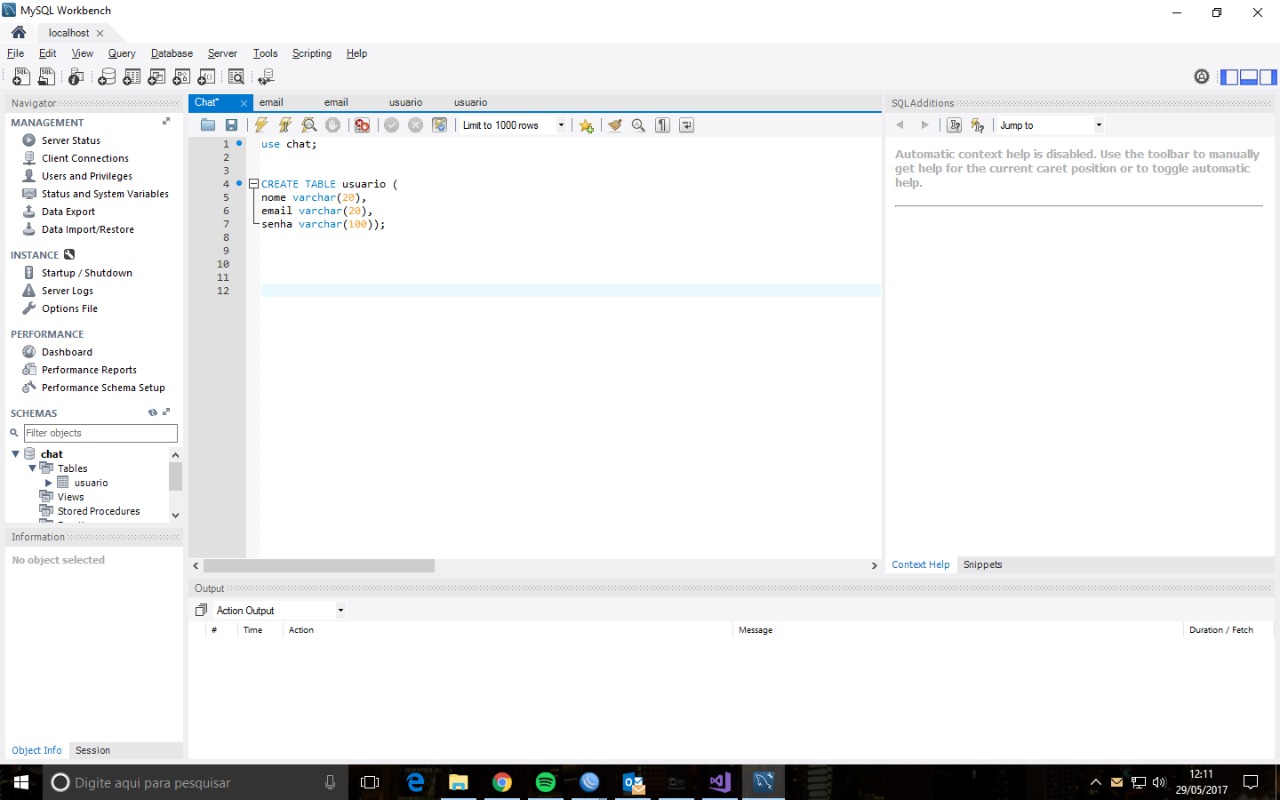 MySQL Workbench
localhost
File Edit View Query Database Server Tools Scripting Help
Navigator
MANAGEMENT
Server Status
Client Connections
Users and Privileges
Status and System Variables
Data Export
Data Import/Restore
INSTANCE
Startup / Shutdown
Server Logs
Options File
PERFORMANCE
Dashboard
Performance Reports
Performance Schema Setup
SCHEMAS
Filter objects
chat
Tables
usuario
Views
Stored Procedures
Information
No object selected
Object Info Session
Chat* email email usuario usuario
Limit to 1000 rows
1 use chat;
2
3
4 CREATE TABLE usuario (
5 nome varchar(20),
6 email varchar(20),
7 senha varchar(100));
8
9
10
11
12
SQLAdditions
Jump to
Automatic context help is disabled. Use the toolbar to manually
get help for the current caret position or to toggle automatic
help.
Context Help Snippets
Output
Action Output
# Time Action Message Duration / Fetch
Digite aqui para pesquisar
12:11
29/05/2017